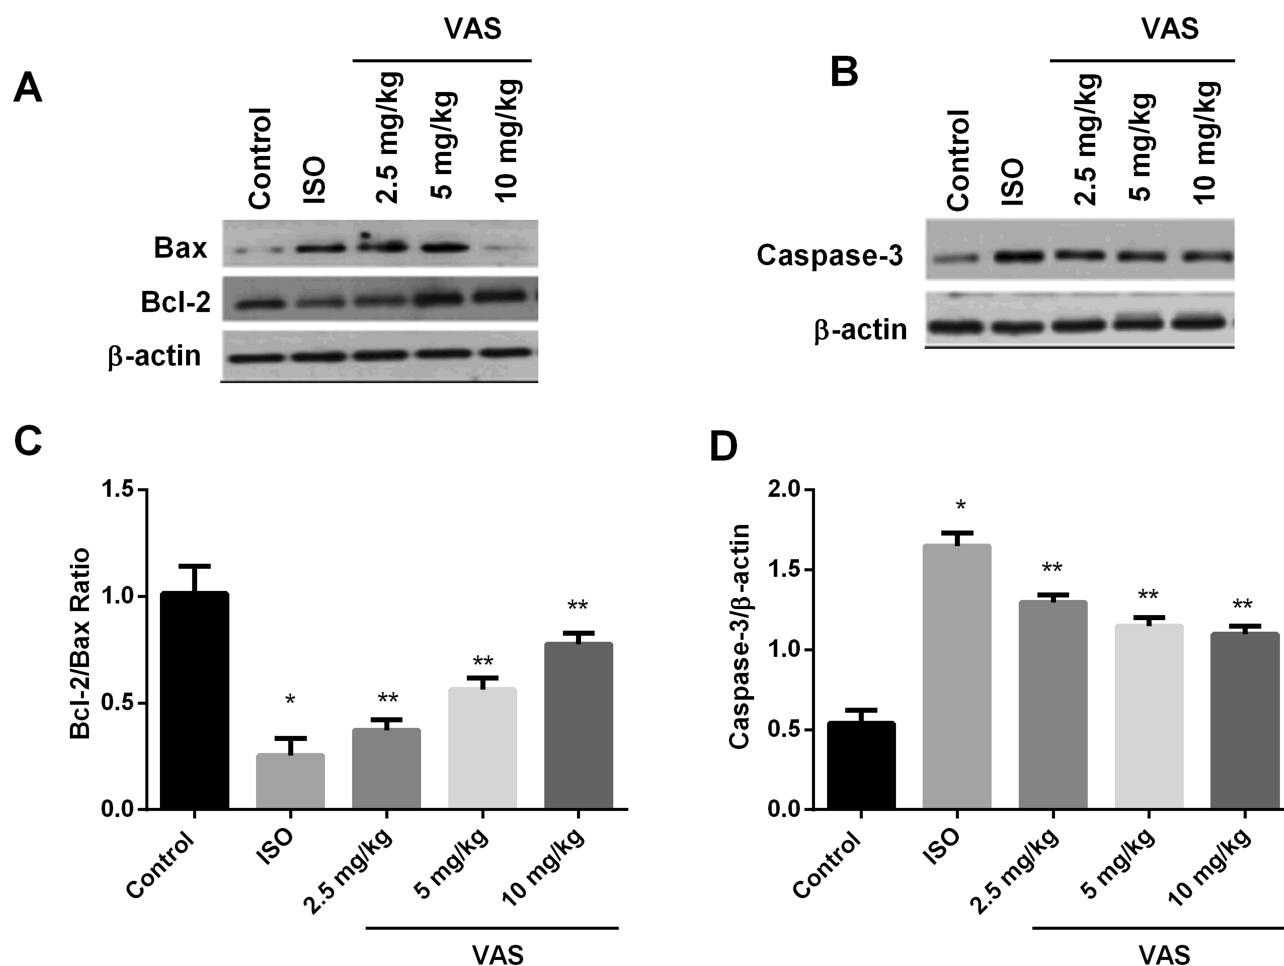 A
VAS
Control
ISO
2.5 mg/kg
5 mg/kg
10 mg/kg
Bax
Bcl-2
β-actin
B
VAS
Control
ISO
2.5 mg/kg
5 mg/kg
10 mg/kg
Caspase-3
β-actin
C
Bcl-2/Bax Ratio
1.5
1.0
0.5
0.0
*
**
**
**
Control
ISO
2.5 mg/kg
5 mg/kg
10 mg/kg
VAS
D
Caspase-3/β-actin
2.0
1.5
1.0
0.5
0.0
*
**
**
**
Control
ISO
2.5 mg/kg
5 mg/kg
10 mg/kg
VAS